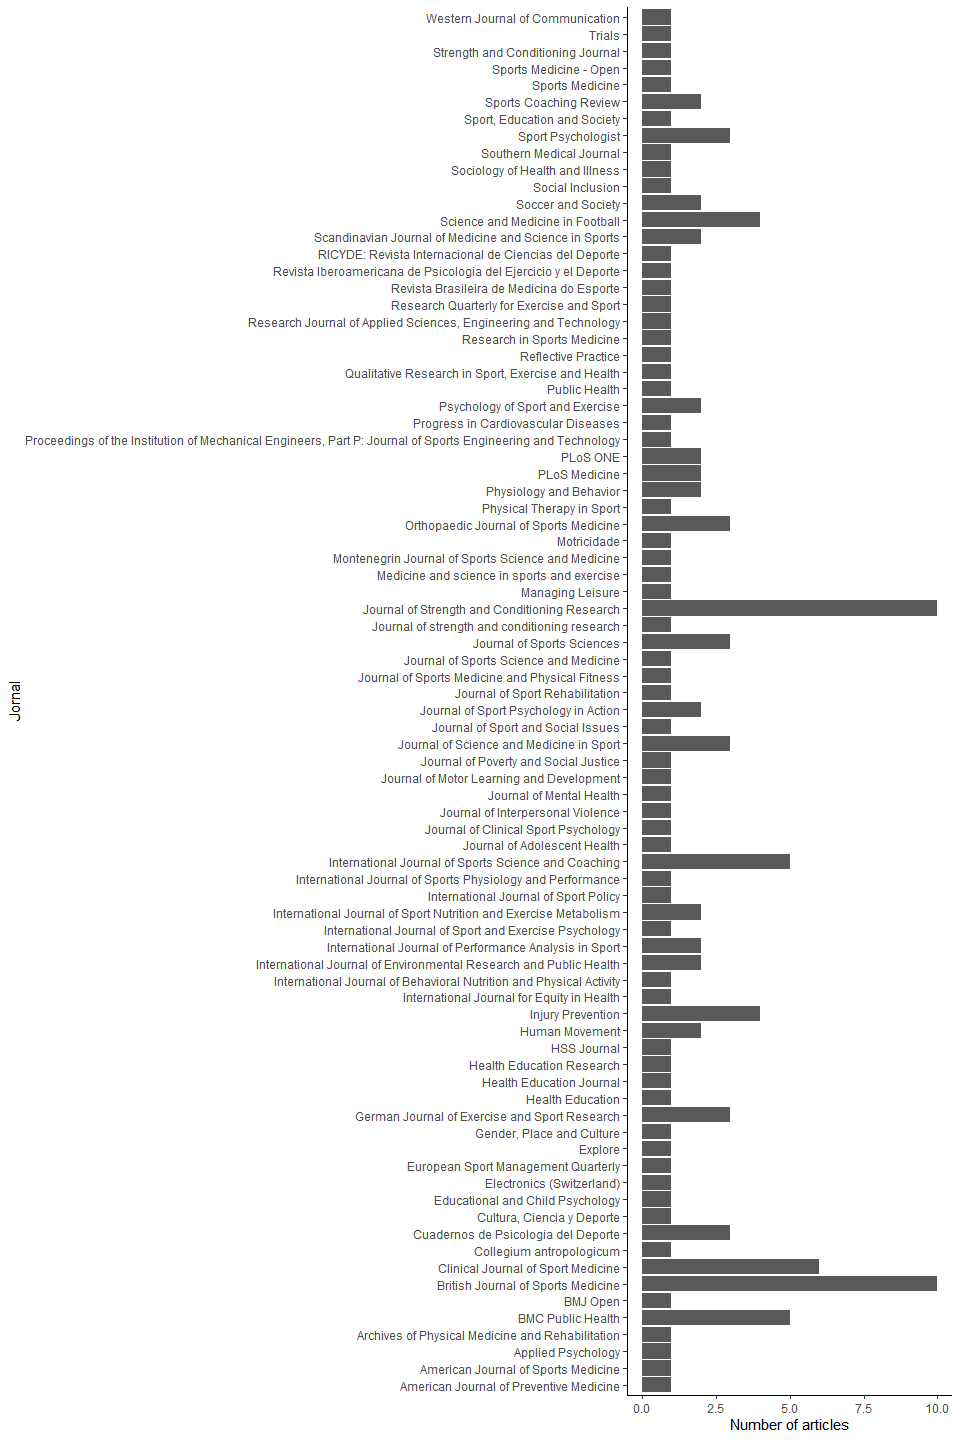 Western Journal of Communication
Trials
Strength and Conditioning Journal
Sports Medicine - Open
Sports Medicine
Sports Coaching Review
Sport, Education and Society
Sport Psychologist
Southern Medical Journal
Sociology of Health and Illness
Social Inclusion
Soccer and Society
Science and Medicine in Football
Scandinavian Journal of Medicine and Science in Sports
RICYDE: Revista Internacional de Ciencias del Deporte
Revista Iberoamericana de Psicologia del Ejercicio y el Deporte
Revista Brasileira de Medicina do Esporte
Research Quarterly for Exercise and Sport
Research Journal of Applied Sciences, Engineering and Technology
Research in Sports Medicine
Reflective Practice
Qualitative Research in Sport, Exercise and Health
Public Health
Psychology of Sport and Exercise
Progress in Cardiovascular Diseases
Proceedings of the Institution of Mechanical Engineers, Part P: Journal of Sports Engineering and Technology
PLoS ONE
PLoS Medicine
Physiology and Behavior
Physical Therapy in Sport
Orthopaedic Journal of Sports Medicine
Motricidade
Montenegrin Journal of Sports Science and Medicine
Medicine and science in sports and exercise
Managing Leisure
Journal of Strength and Conditioning Research
Journal of strength and conditioning research
Journal of Sports Sciences
Journal of Sports Science and Medicine
Journal of Sports Medicine and Physical Fitness
Journal of Sport Rehabilitation
Journal of Sport Psychology in Action
Journal of Sport and Social Issues
Journal of Science and Medicine in Sport
Journal of Poverty and Social Justice
Journal of Motor Learning and Development
Journal of Mental Health
Journal of Interpersonal Violence
Journal of Clinical Sport Psychology
Journal of Adolescent Health
International Journal of Sports Science and Coaching
International Journal of Sports Physiology and Performance
International Journal of Sport Policy
International Journal of Sport Nutrition and Exercise Metabolism
International Journal of Sport and Exercise Psychology
International Journal of Performance Analysis in Sport
International Journal of Environmental Research and Public Health
International Journal of Behavioral Nutrition and Physical Activity
International Journal for Equity in Health
Injury Prevention
Human Movement
HSS Journal
Health Education Research
Health Education Journal
Health Education
German Journal of Exercise and Sport Research
Gender, Place and Culture
Explore
European Sport Management Quarterly
Electronics (Switzerland)
Educational and Child Psychology
Cultura, Ciencia y Deporte
Cuadernos de Psicologia del Deporte
Collegium antropologicum
Clinical Journal of Sport Medicine
British Journal of Sports Medicine
BMJ Open
BMC Public Health
Archives of Physical Medicine and Rehabilitation
Applied Psychology
American Journal of Sports Medicine
American Journal of Preventive Medicine
Jornal
0.0 2.5 5.0 7.5 10.0
Number of articles